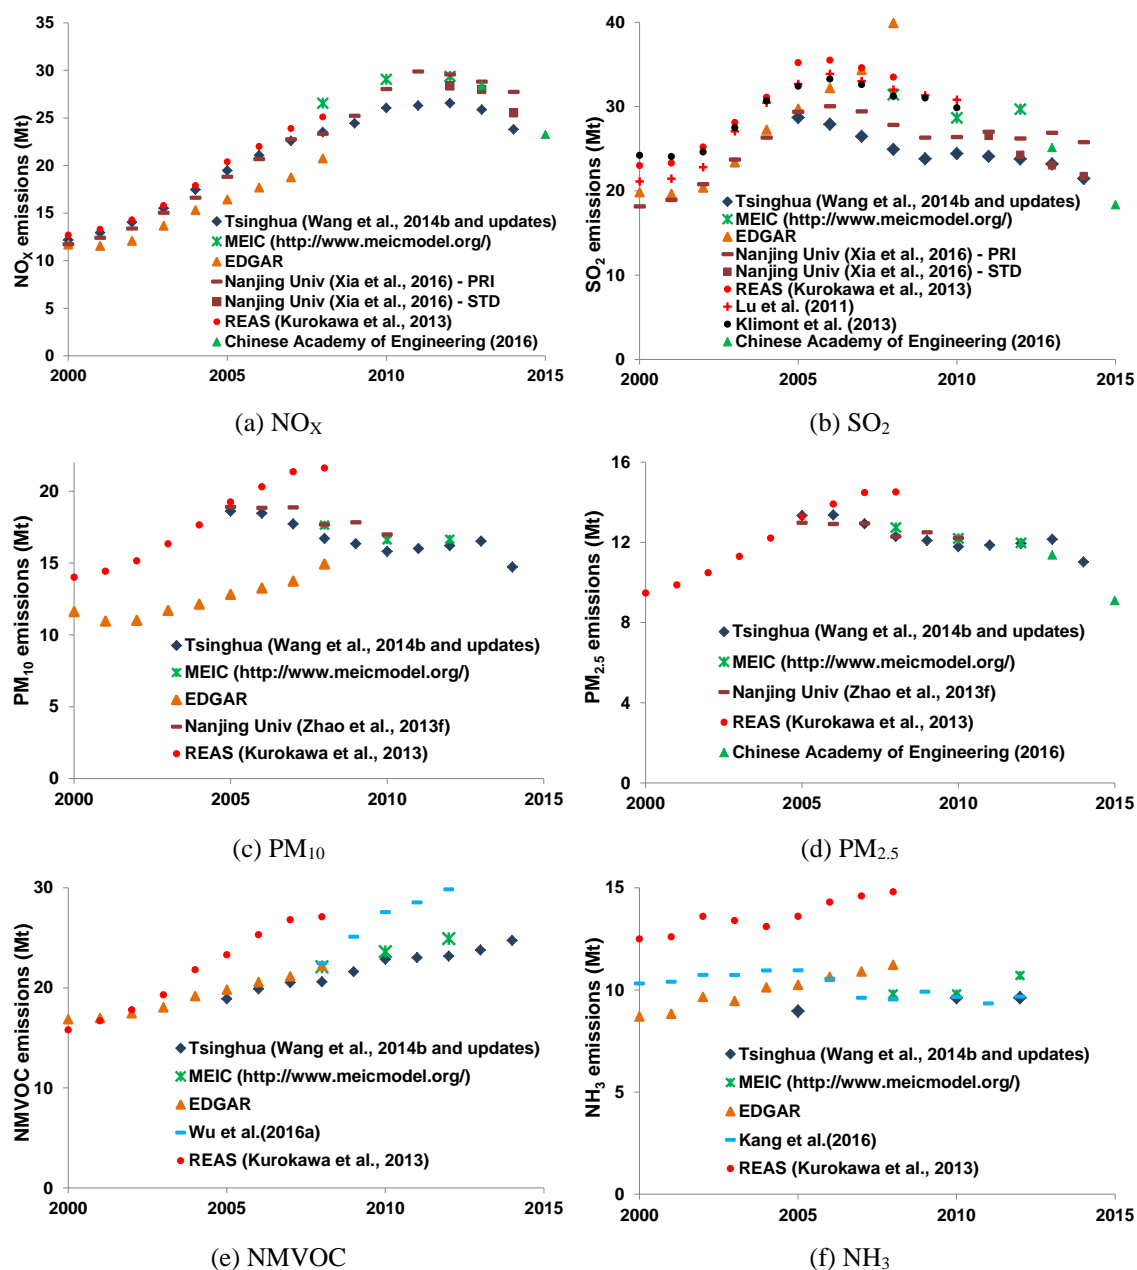 35
30
25
20
15
10
5
0
NOX emissions (Mt)
Tsinghua (Wang et al., 2014b and updates)
MEIC (http://www.meicmodel.org/)
EDGAR
Nanjing Univ (Xia et al., 2016) - PRI
Nanjing Univ (Xia et al., 2016) - STD
REAS (Kurokawa et al., 2013)
Chinese Academy of Engineering (2016)
2000 2005 2010 2015
(a) NOX
40
30
20
10
0
SO2 emissions (Mt)
Tsinghua (Wang et al., 2014b and updates)
MEIC (http://www.meicmodel.org/)
EDGAR
Nanjing Univ (Xia et al., 2016) - PRI
Nanjing Univ (Xia et al., 2016) - STD
REAS (Kurokawa et al., 2013)
Lu et al. (2011)
Klimont et al. (2013)
Chinese Academy of Engineering (2016)
2000 2005 2010 2015
(b) SO2
20
15
10
5
0
PM10 emissions (Mt)
Tsinghua (Wang et al., 2014b and updates)
MEIC (http://www.meicmodel.org/)
EDGAR
Nanjing Univ (Zhao et al., 2013f)
REAS (Kurokawa et al., 2013)
2000 2005 2010 2015
(c) PM10
16
12
8
4
0
PM2.5 emissions (Mt)
Tsinghua (Wang et al., 2014b and updates)
MEIC (http://www.meicmodel.org/)
Nanjing Univ (Zhao et al., 2013f)
REAS (Kurokawa et al., 2013)
Chinese Academy of Engineering (2016)
2000 2005 2010 2015
(d) PM2.5
30
20
10
0
NMVOC emissions (Mt)
Tsinghua (Wang et al., 2014b and updates)
MEIC (http://www.meicmodel.org/)
EDGAR
Wu et al.(2016a)
REAS (Kurokawa et al., 2013)
2000 2005 2010 2015
(e) NMVOC
15
10
5
0
NH3 emissions (Mt)
Tsinghua (Wang et al., 2014b and updates)
MEIC (http://www.meicmodel.org/)
EDGAR
Kang et al.(2016)
REAS (Kurokawa et al., 2013)
2000 2005 2010 2015
(f) NH3